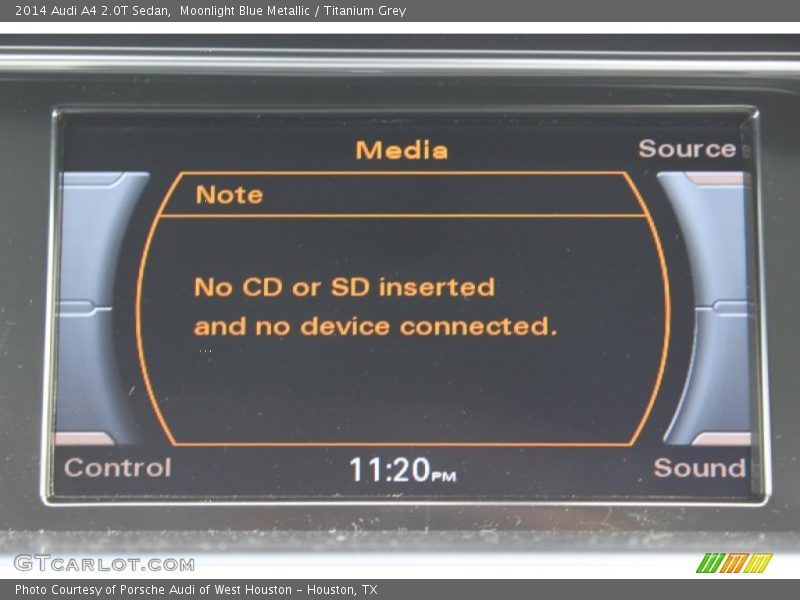 2014 Audi A4 2.0T Sedan,  Moonlight Blue Metallic / Titanium Grey
Media
Source
Note
No CD or SD inserted
and no device connected.
Control
11:20PM
Sound
GTCARLOT.COM
Photo Courtesy of Porsche Audi of West Houston - Houston, TX